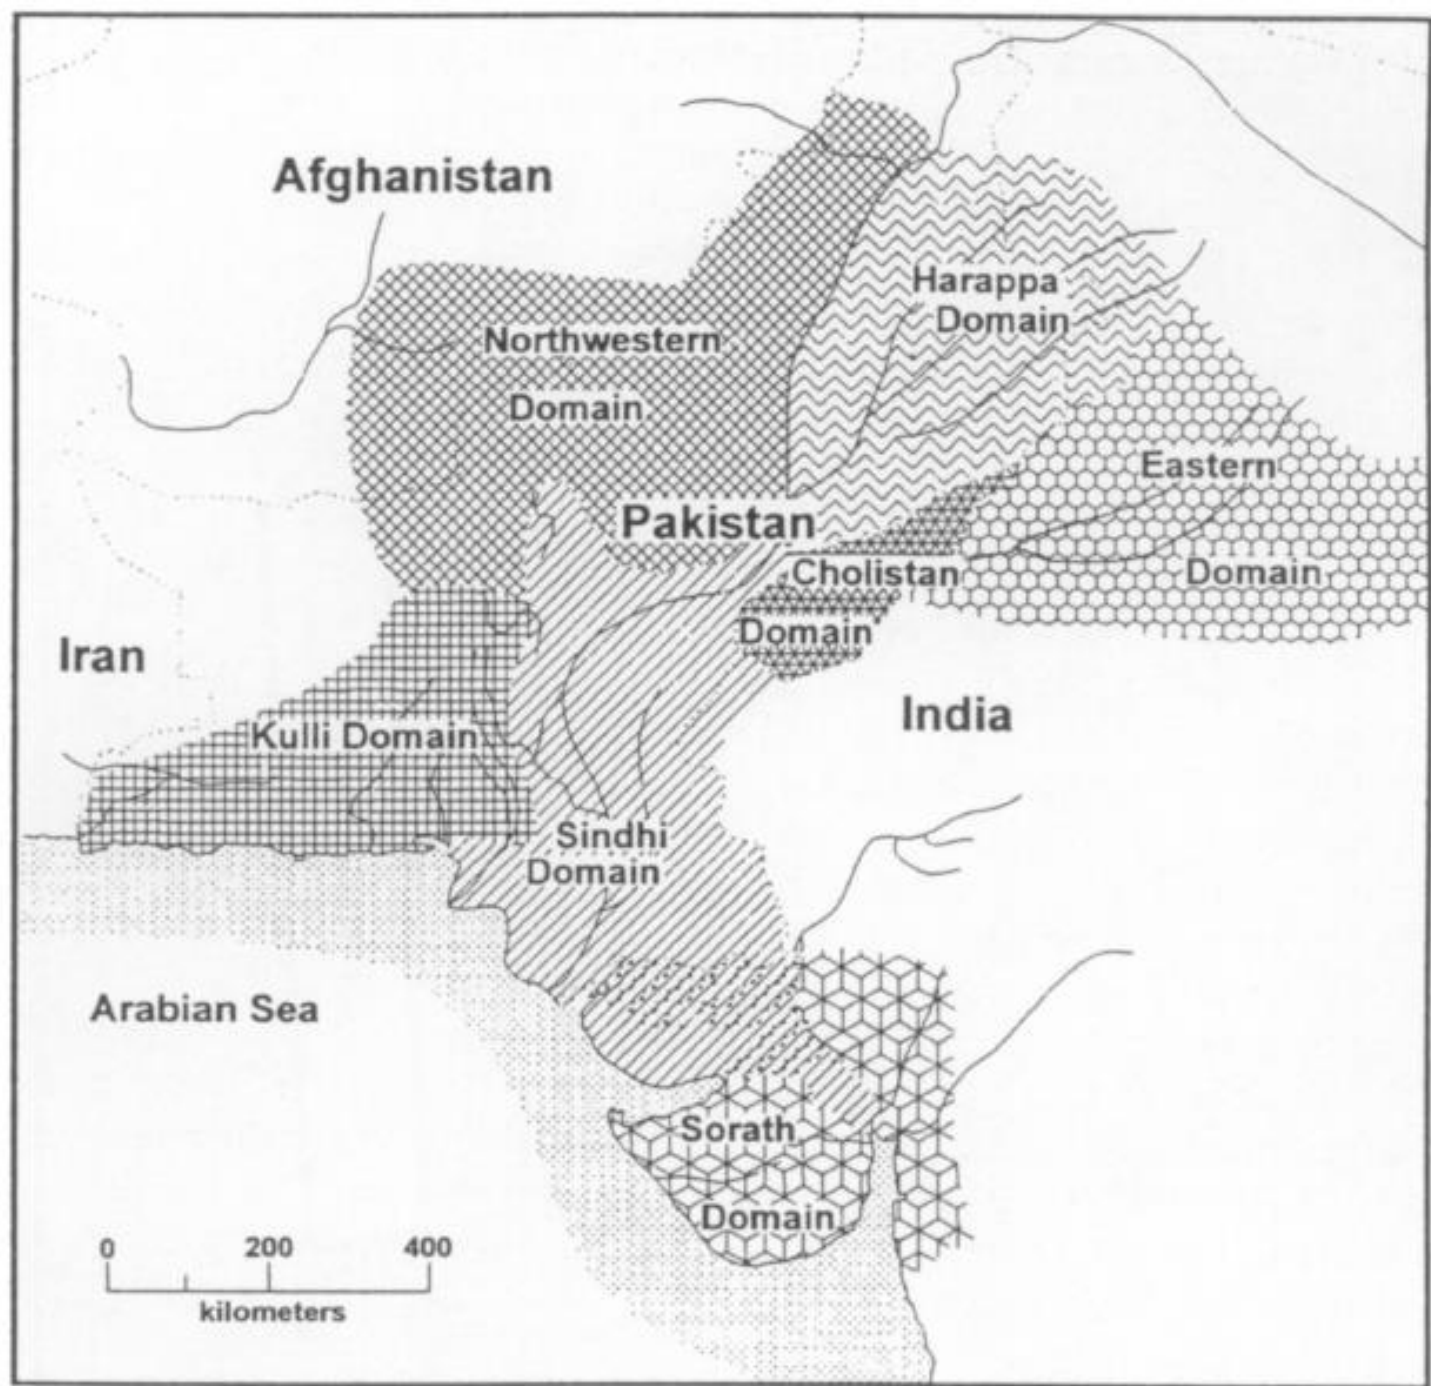 Afghanistan
Harappa
Domain
Northwestern
Domain
Eastern
Pakistan
Cholistan
Domain
Domain
Iran
India
Kulli Domain
Sindhi
Domain
Arabian Sea
Sorath
Domain
0 200 400
kilometers